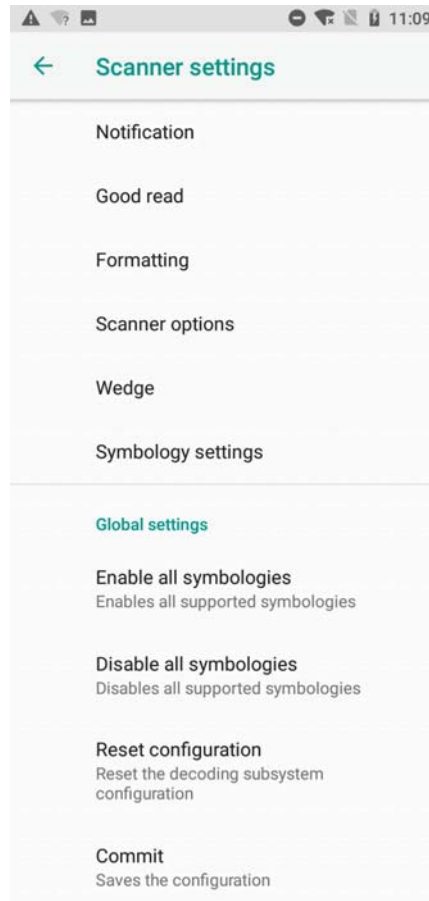 11:09
Scanner settings
Notification
Good read
Formatting
Scanner options
Wedge
Symbology settings
Global settings
Enable all symbologies
Enables all supported symbologies
Disable all symbologies
Disables all supported symbologies
Reset configuration
Reset the decoding subsystem
configuration
Commit
Saves the configuration